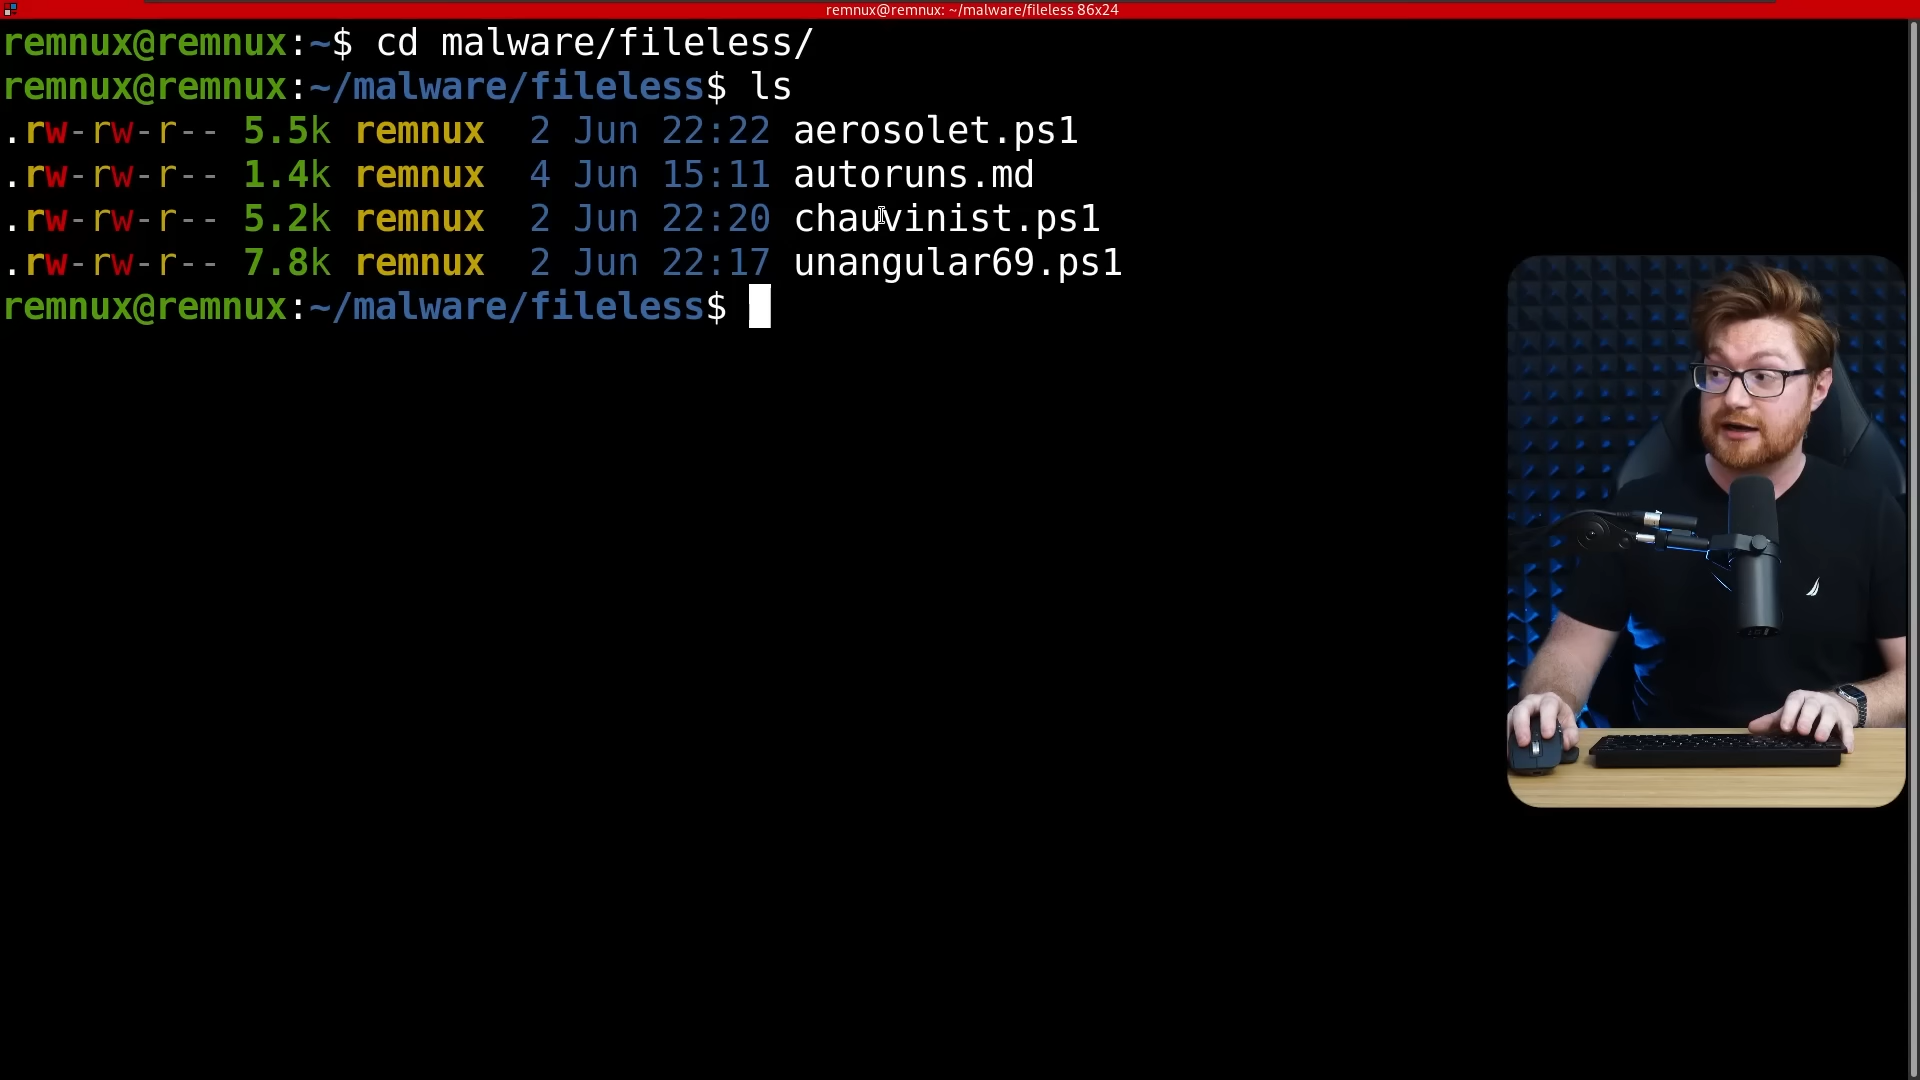 remnux@remnux: ~/malware/fileless 86x24
remnux@remnux:~$ cd malware/fileless/
remnux@remnux:~/malware/fileless$ ls
.rw-rw-r-- 5.5k remnux  2 Jun 22:22 aerosolet.ps1
.rw-rw-r-- 1.4k remnux  4 Jun 15:11 autoruns.md
.rw-rw-r-- 5.2k remnux  2 Jun 22:20 chauvinist.ps1
.rw-rw-r-- 7.8k remnux  2 Jun 22:17 unangular69.ps1
remnux@remnux:~/malware/fileless$